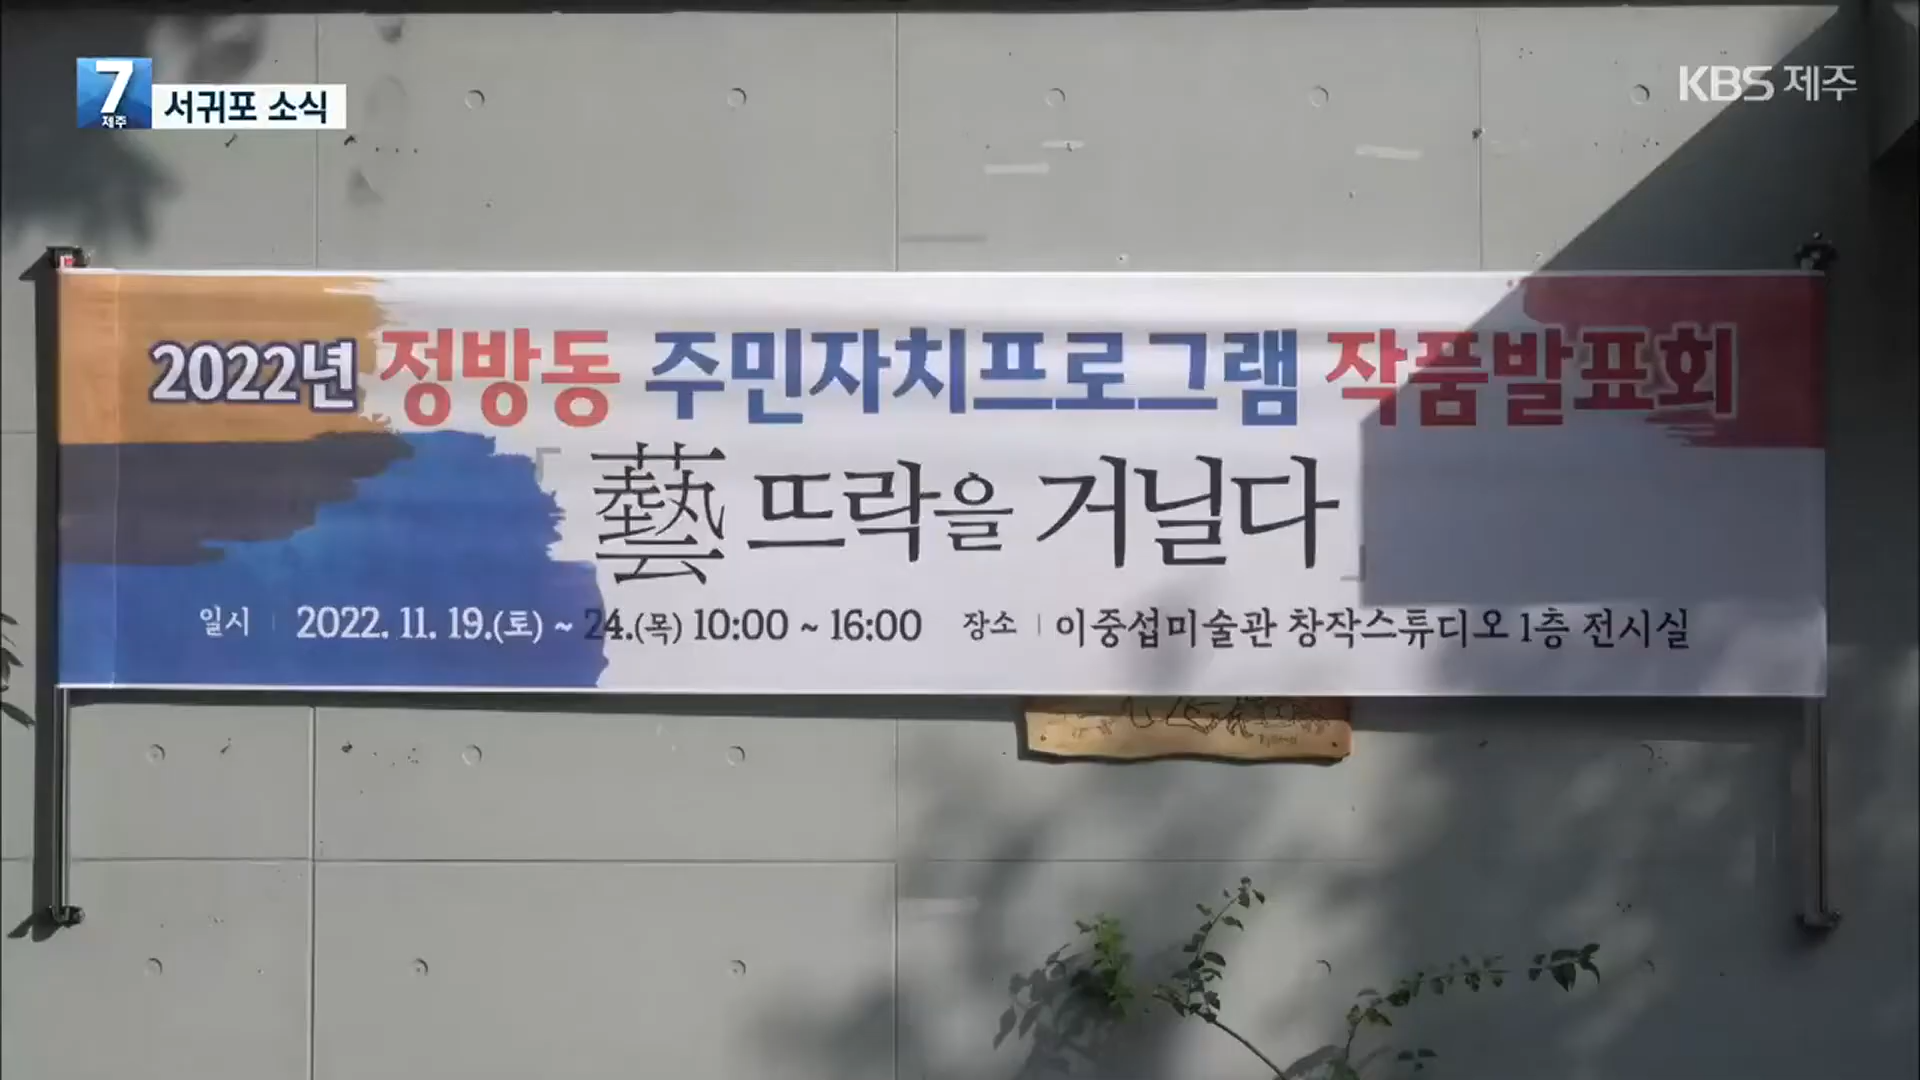 7
제주
서귀포 소식
KBS 제주
2022년 정방동 주민자치프로그램 작품발표회
「藝 뜨락을 거닐다」
일시 | 2022. 11. 19.(토) ~ 24.(목) 10:00 ~ 16:00 장소 | 이중섭미술관 창작스튜디오 1층 전시실